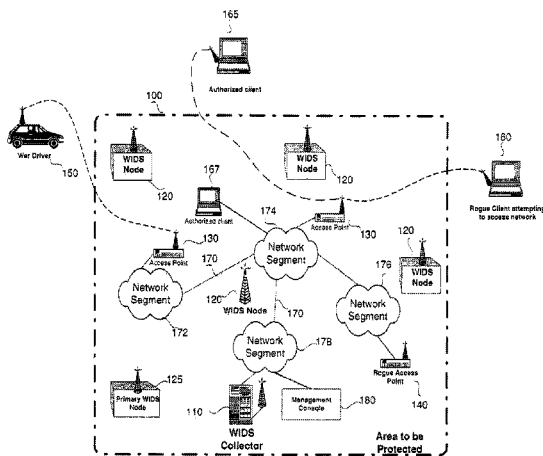 165
Authorized client
100
War Driver
150
WIDS
Node
120
WIDS
Node
120
160
Rogue Client attempting
to access network
167
Authorized client
174
Access Point
130
120
WIDS
Node
130
Access Point
170
Network
Segment
172
Network
Segment
120
WIDS Node
170
176
Network
Segment
178
Network
Segment
125
Primary WIDS
Node
110
WIDS
Collector
Management
Console
180
Rogue Access
Point
140
Area to be
Protected